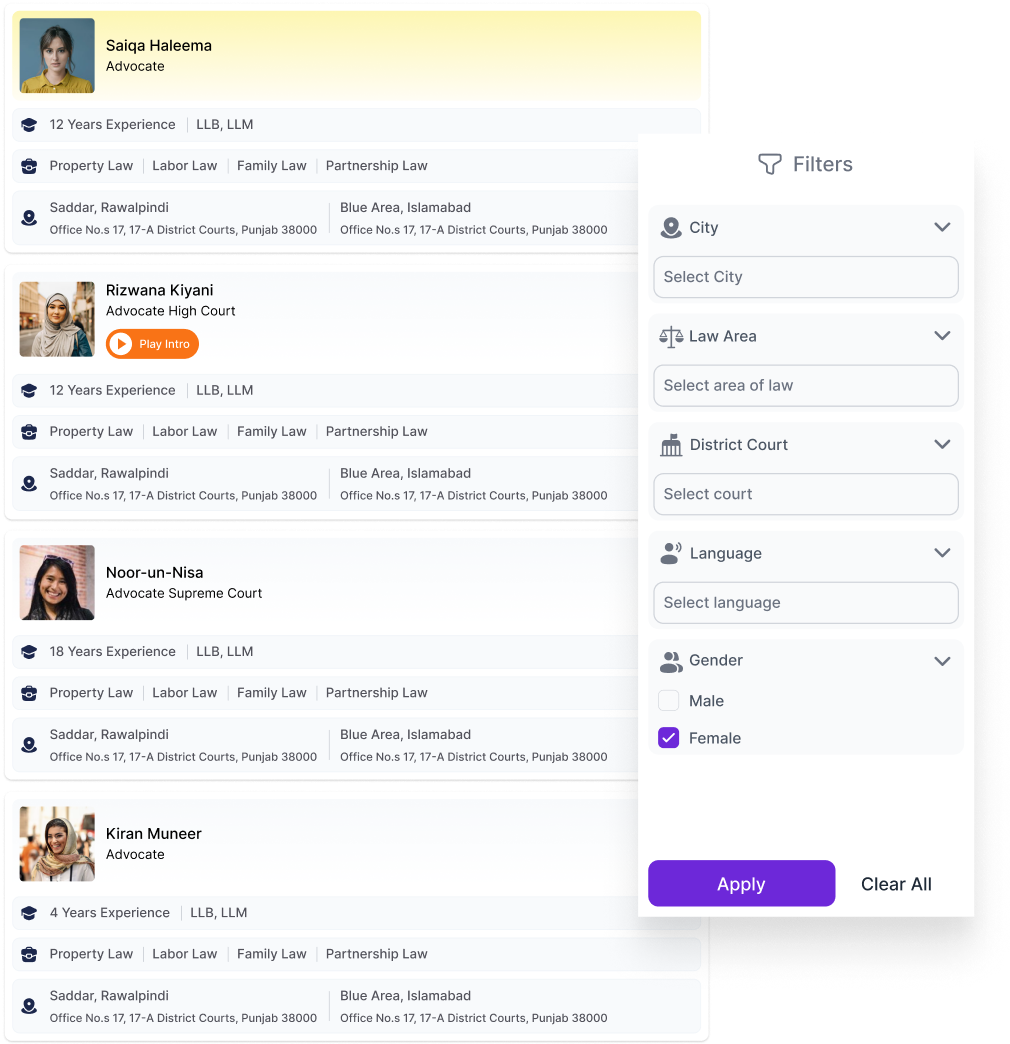 Saiqa Haleema
Advocate
12 Years Experience LLB, LLM
Property Law Labor Law Family Law Partnership Law
Saddar, Rawalpindi Blue Area, Islamabad
Office No.s 17, 17-A District Courts, Punjab 38000 Office No.s 17, 17-A District Courts, Punjab 38000
Rizwana Kiyani
Advocate High Court
Play Intro
12 Years Experience LLB, LLM
Property Law Labor Law Family Law Partnership Law
Saddar, Rawalpindi Blue Area, Islamabad
Office No.s 17, 17-A District Courts, Punjab 38000 Office No.s 17, 17-A District Courts, Punjab 38000
Noor-un-Nisa
Advocate Supreme Court
18 Years Experience LLB, LLM
Property Law Labor Law Family Law Partnership Law
Saddar, Rawalpindi Blue Area, Islamabad
Office No.s 17, 17-A District Courts, Punjab 38000 Office No.s 17, 17-A District Courts, Punjab 38000
Kiran Muneer
Advocate
4 Years Experience LLB, LLM
Property Law Labor Law Family Law Partnership Law
Saddar, Rawalpindi Blue Area, Islamabad
Office No.s 17, 17-A District Courts, Punjab 38000 Office No.s 17, 17-A District Courts, Punjab 38000
Filters
City
Select City
Law Area
Select area of law
District Court
Select court
Language
Select language
Gender
Male
Female
Apply Clear All